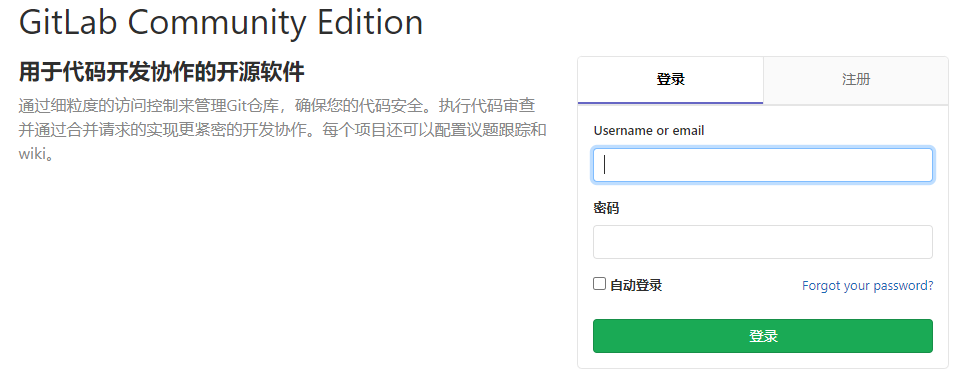 GitLab Community Edition
用于代码开发协作的开源软件
通过细粒度的访问控制来管理Git仓库，确保您的代码安全。执行代码审查
并通过合并请求的实现更紧密的开发协作。每个项目还可以配置议题跟踪和
wiki。
登录 注册
Username or email
密码
自动登录 Forgot your password?
登录